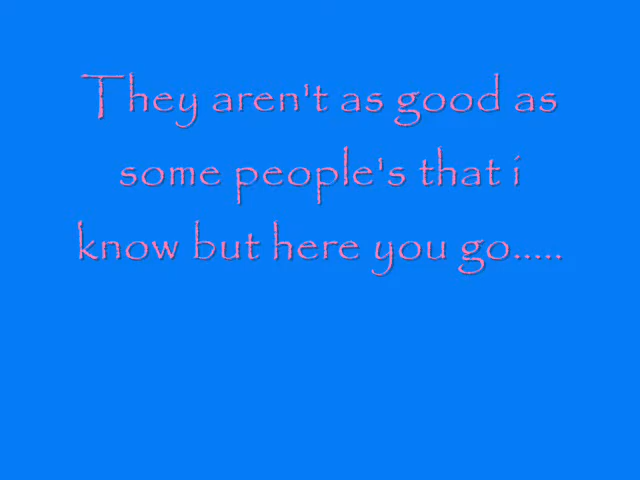 They aren't as good as
some people's that i
know but here you go.....